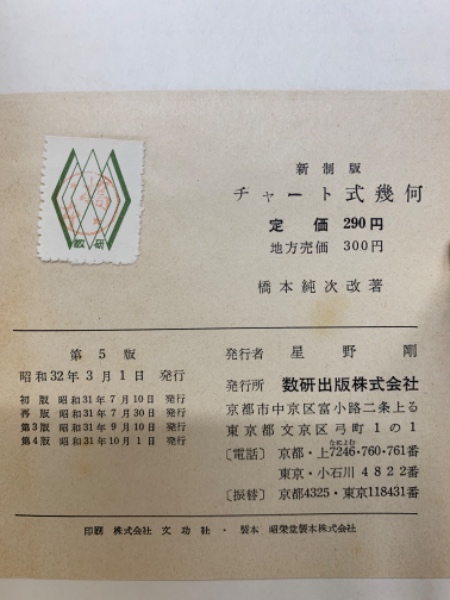 新制版
チャート式幾何
定価 290円
地方売価 300円
橋本純次改著
数研
第5版
昭和32年3月1日 発行
初版 昭和31年7月10日 発行
再版 昭和31年7月30日 発行
第3版 昭和31年9月10日 発行
第4版 昭和31年10月1日 発行
発行者 星野剛
発行所 数研出版株式会社
京都市中京区富小路二条上る
東京都文京区弓町1の1
〔電話〕 京都・上7246・760・761番
東京・小石川 4822番
〔振替〕 京都4325・東京118431番
印刷 株式会社 文功社・製本 昭栄堂製本株式会社